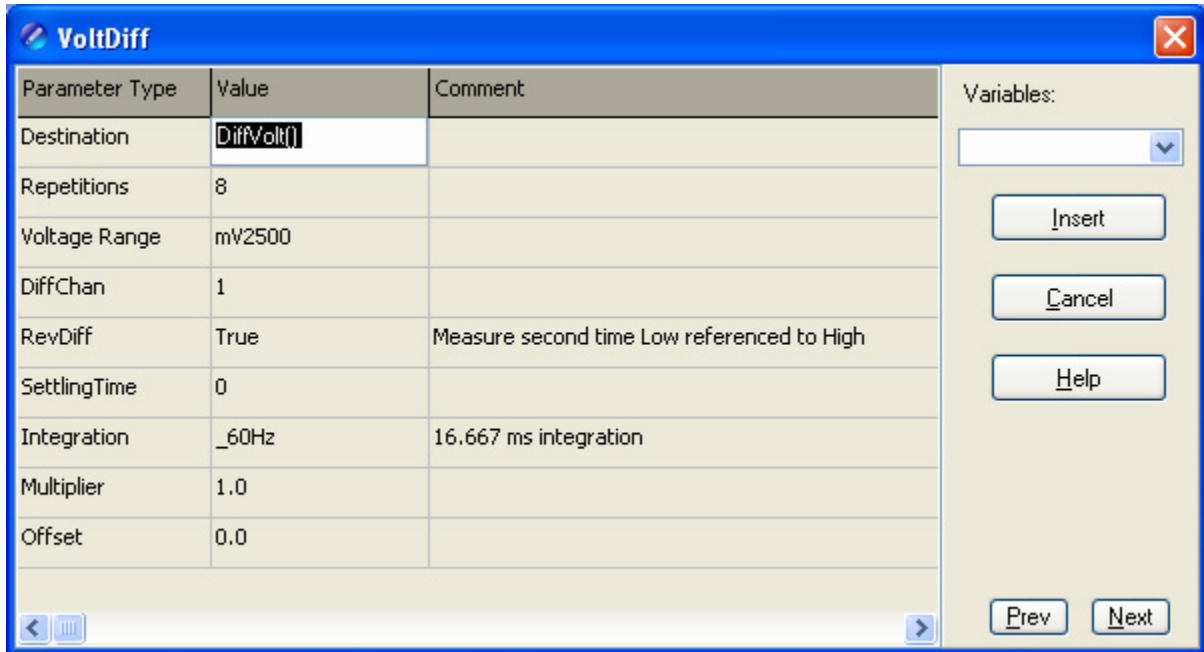 VoltDiff
Parameter Type Value Comment
Variables:
Destination DiffVolt()
Repetitions 8
Voltage Range mV2500
DiffChan 1
RevDiff True Measure second time Low referenced to High
SettlingTime 0
Integration _60Hz 16.667 ms integration
Multiplier 1.0
Offset 0.0
Insert
Cancel
Help
Prev Next